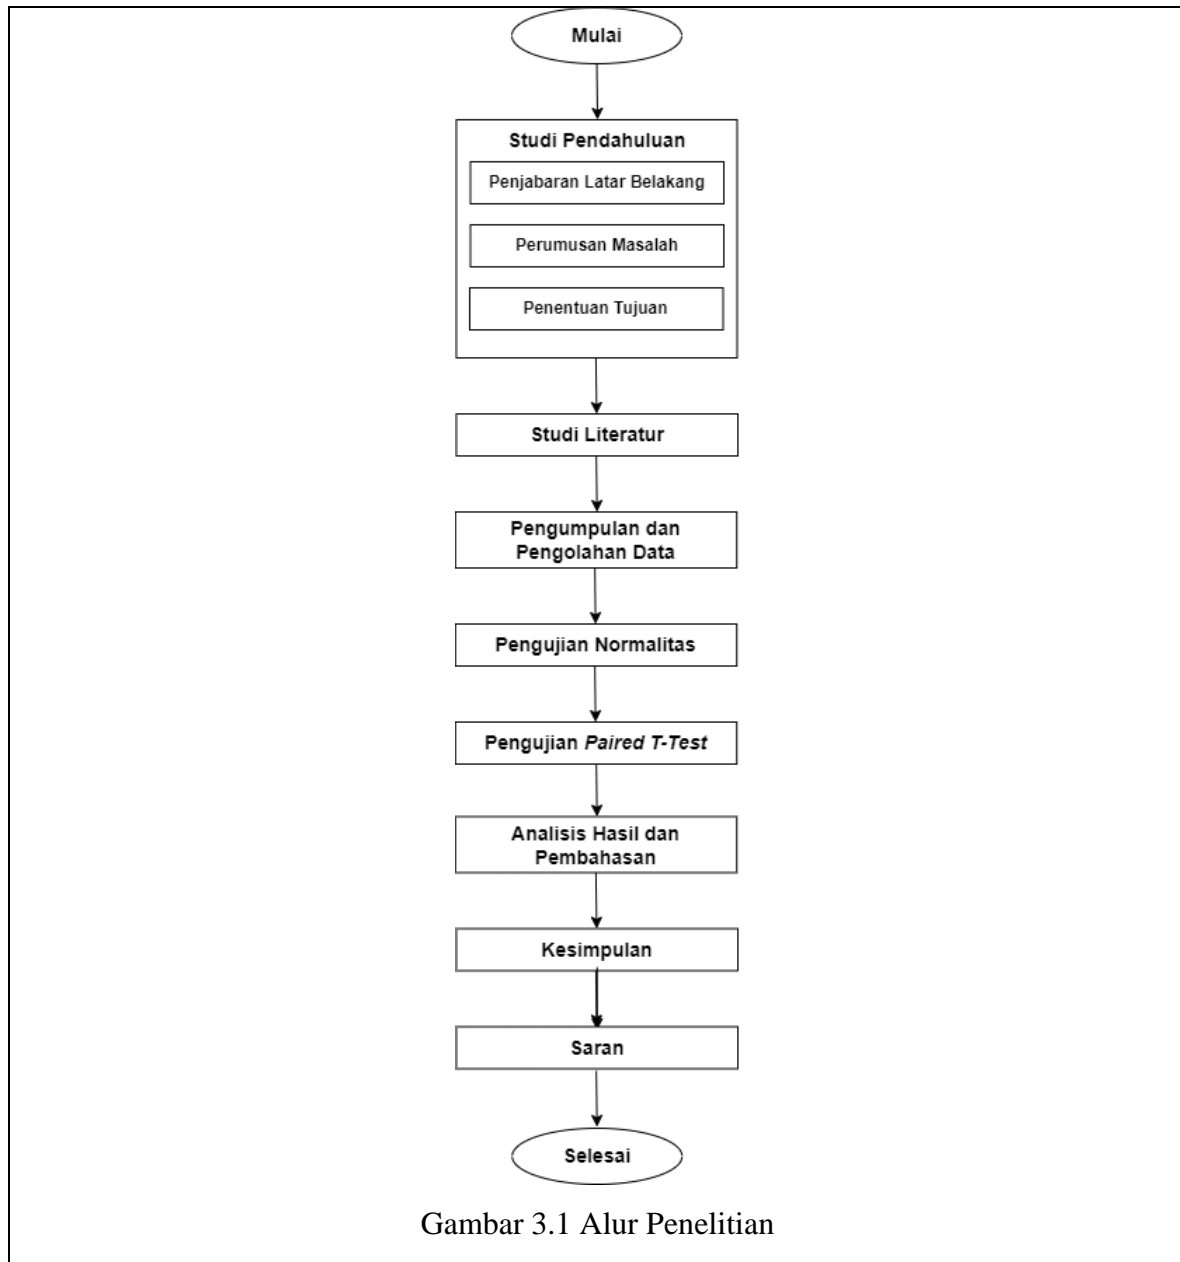 Mulai
Studi Pendahuluan
Penjabaran Latar Belakang
Perumusan Masalah
Penentuan Tujuan
Studi Literatur
Pengumpulan dan
Pengolahan Data
Pengujian Normalitas
Pengujian Paired T-Test
Analisis Hasil dan
Pembahasan
Kesimpulan
Saran
Selesai
Gambar 3.1 Alur Penelitian